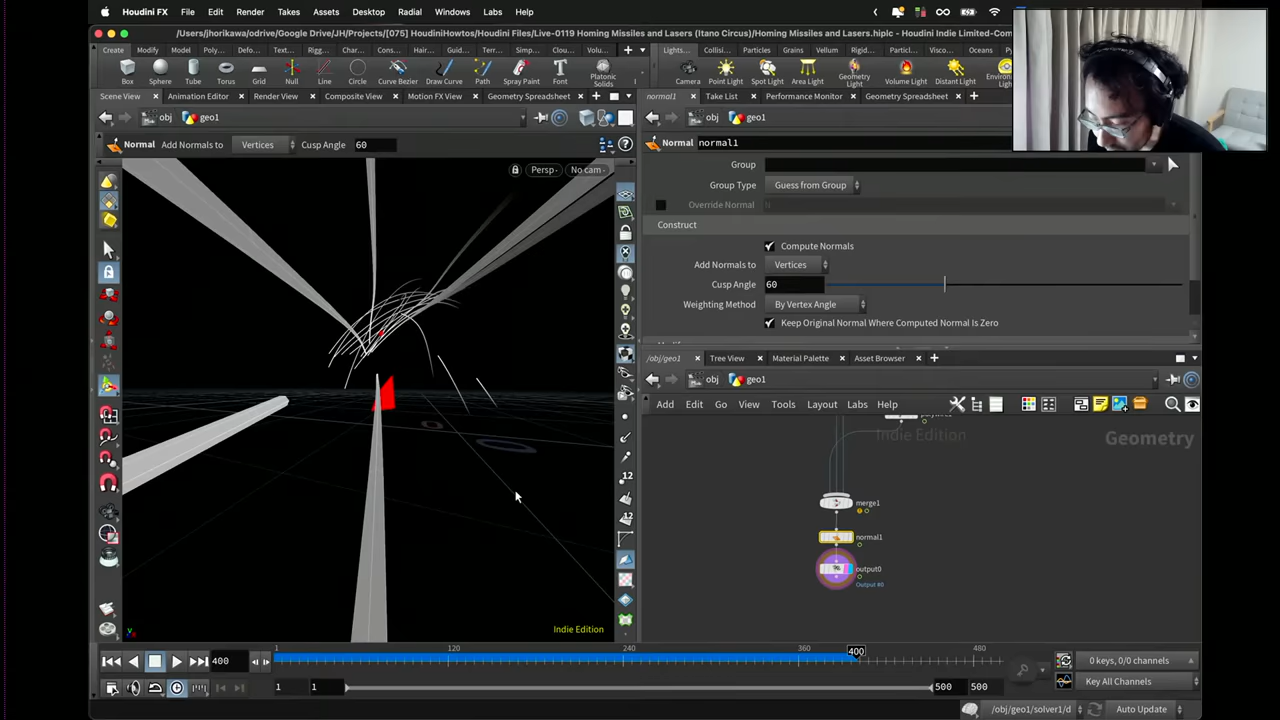 Houdini FX File Edit Render Takes Assets Desktop Radial Windows Labs Help
/Users/jhorikawa/odrive/Google Drive/JH/Projects/[075] HoudiniHowtos/Houdini Files/Live-0119 Homing Missiles and Lasers (Itano Circus)/Homing Missiles and Lasers.hiplc - Houdini Indie Limited-Com
Create Modify Model Poly... Defo... Text... Rigg... Char... Cons... Hair... Guid... Terr... Simp... Clou... Volu...
Lights... Collisi... Particles Grains Vellum Rigid... Particl... Visco... Oceans
Box Sphere Tube Torus Grid Null Line Circle Curve Bezier Draw Curve Path Spray Paint Font Platonic Solids
Camera Point Light Spot Light Area Light Geometry Light Volume Light Distant Light
Scene View Animation Editor Render View Composite View Motion FX View Geometry Spreadsheet
normal1 Take List Performance Monitor Geometry Spreadsheet
obj geo1
obj geo1
Normal Add Normals to Vertices Cusp Angle 60
Normal normal1
Persp No cam
Group
Group Type Guess from Group
Override Normal N
Construct
Compute Normals
Add Normals to Vertices
Cusp Angle 60
Weighting Method By Vertex Angle
Keep Original Normal Where Computed Normal Is Zero
/obj/geo1 Tree View Material Palette Asset Browser
obj geo1
Add Edit Go View Tools Layout Labs Help
Indie Edition
Geometry
merge1
normal1
output0
Output #0
Indie Edition
400
1 120 240 360 400 480
0 keys, 0/0 channels
1 1 500 500
Key All Channels
/obj/geo1/solver1/d Auto Update